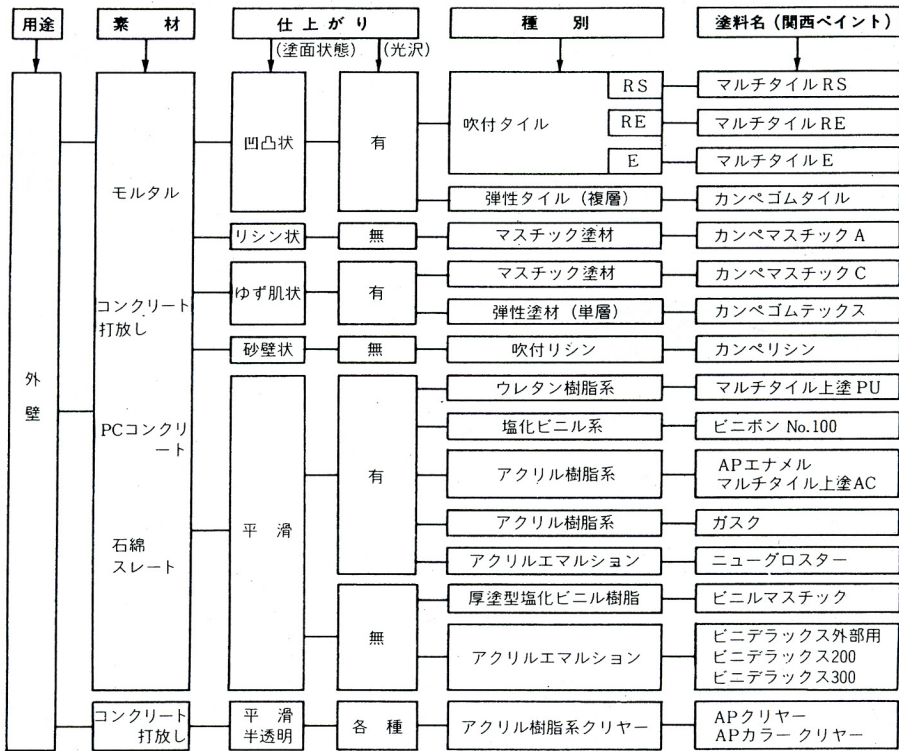 用途 素材 仕上がり 種別 塗料名(関西ペイント)
(塗面状態) (光沢)
RS マルチタイルRS
吹付タイル RE マルチタイルRE
凹凸状 有
E マルチタイルE
モルタル
弾性タイル(複層) カンペゴムタイル
リシン状 無 マスチック塗材 カンペマスチックA
マスチック塗材 カンペマスチックC
ゆず肌状 有
コンクリート
打放し
弾性塗材(単層) カンペゴムテックス
砂壁状 無 吹付リシン カンペリシン
外壁
ウレタン樹脂系 マルチタイル上塗PU
PCコンクリ
ート
塩化ビニル系 ビニボン No.100
有
アクリル樹脂系 APエナメル
マルチタイル上塗AC
平滑
アクリル樹脂系 ガスク
石綿
スレート
アクリルエマルション ニューグロスター
厚塗型塩化ビニル樹脂 ビニルマスチック
無
アクリルエマルション ビニデラックス外部用
ビニデラックス200
ビニデラックス300
コンクリート
打放し
平滑
半透明
各種 アクリル樹脂系クリヤー APクリヤー
APカラークリヤー